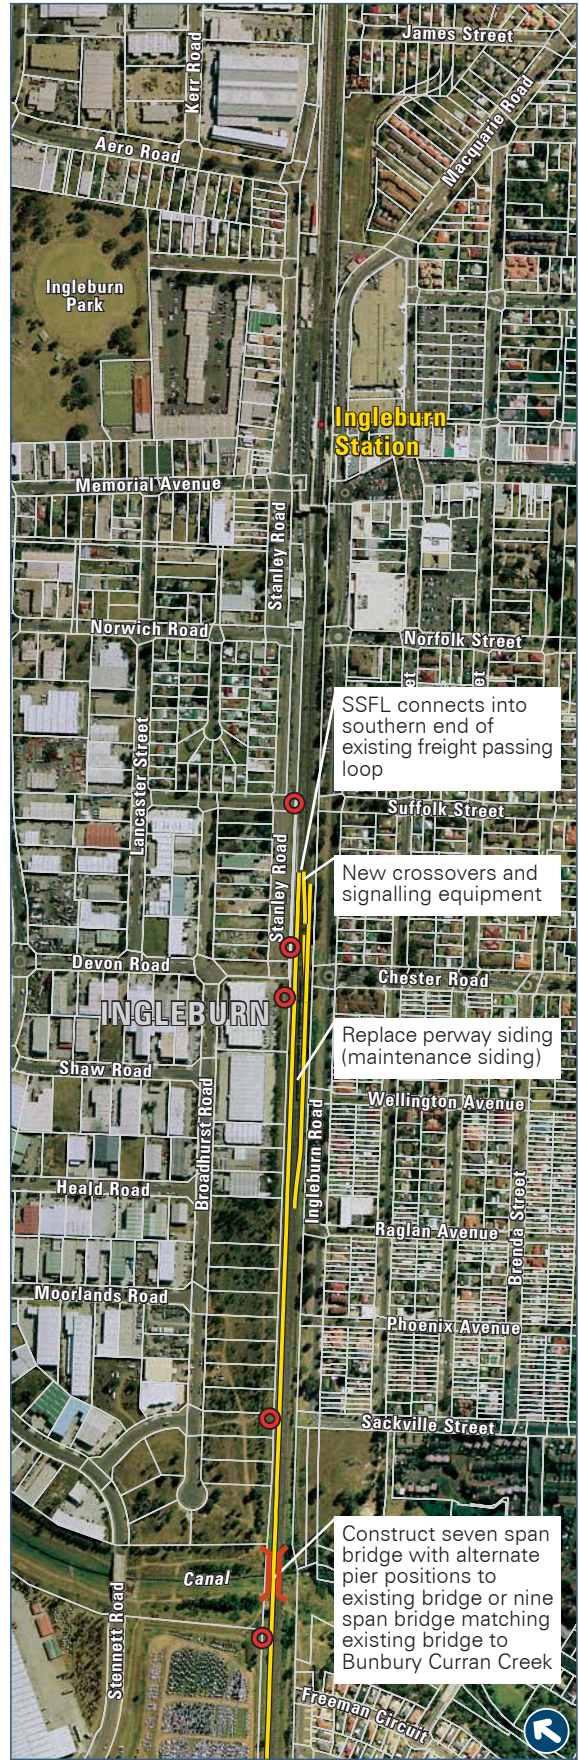 James Street
Kerr Road
Macquarie Road
Aero Road
Ingleburn
Park
Ingleburn
Station
Memorial Avenue
Stanley Road
Norwich Road
Norfolk Street
SSFL connects into
southern end of
existing freight passing
loop
Lancaster Street
Suffolk Street
Stanley Road
New crossovers and
signalling equipment
Devon Road
Chester Road
INGLEBURN
Replace perway siding
(maintenance siding)
Shaw Road
Wellington Avenue
Broadhurst Road
Ingleburn Road
Heald Road
Brenda Street
Raglan Avenue
Moorlands Road
Phoenix Avenue
Sackville Street
Construct seven span
bridge with alternate
pier positions to
existing bridge or nine
span bridge matching
existing bridge to
Bunbury Curran Creek
Canal
Stennett Road
Freeman Circuit